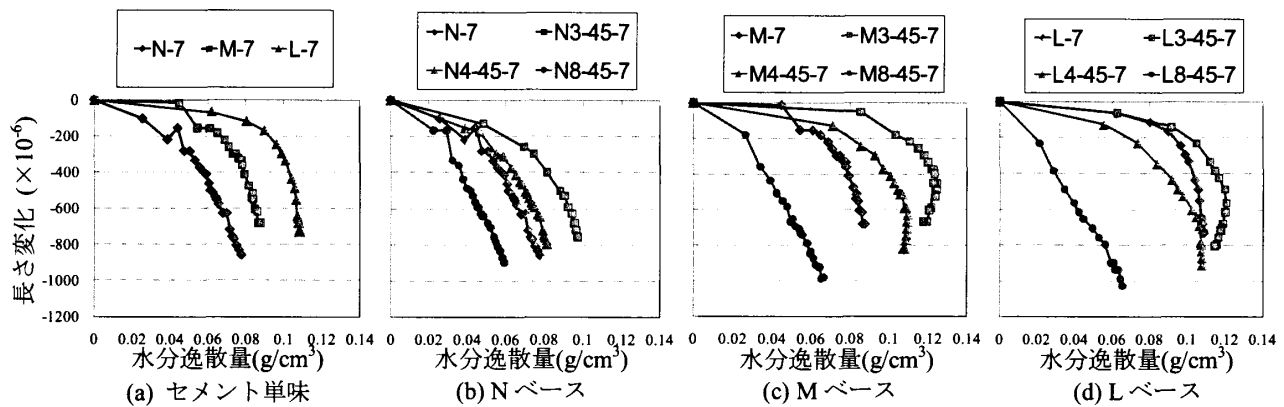 N-7 M-7 L-7
N-7 N3-45-7
N4-45-7 N8-45-7
M-7 M3-45-7
M4-45-7 M8-45-7
L-7 L3-45-7
L4-45-7 L8-45-7
長さ変化 (×10-6)
0
-200
-400
-600
-800
-1000
-1200
0 0.02 0.04 0.06 0.08 0.1 0.12 0.14
0 0.02 0.04 0.06 0.08 0.1 0.12 0.14
0 0.02 0.04 0.06 0.08 0.1 0.12 0.14
0 0.02 0.04 0.06 0.08 0.1 0.12 0.14
水分逸散量(g/cm3)
水分逸散量(g/cm3)
水分逸散量(g/cm3)
水分逸散量(g/cm3)
(a) セメント単味
(b) N ベース
(c) M ベース
(d) L ベース